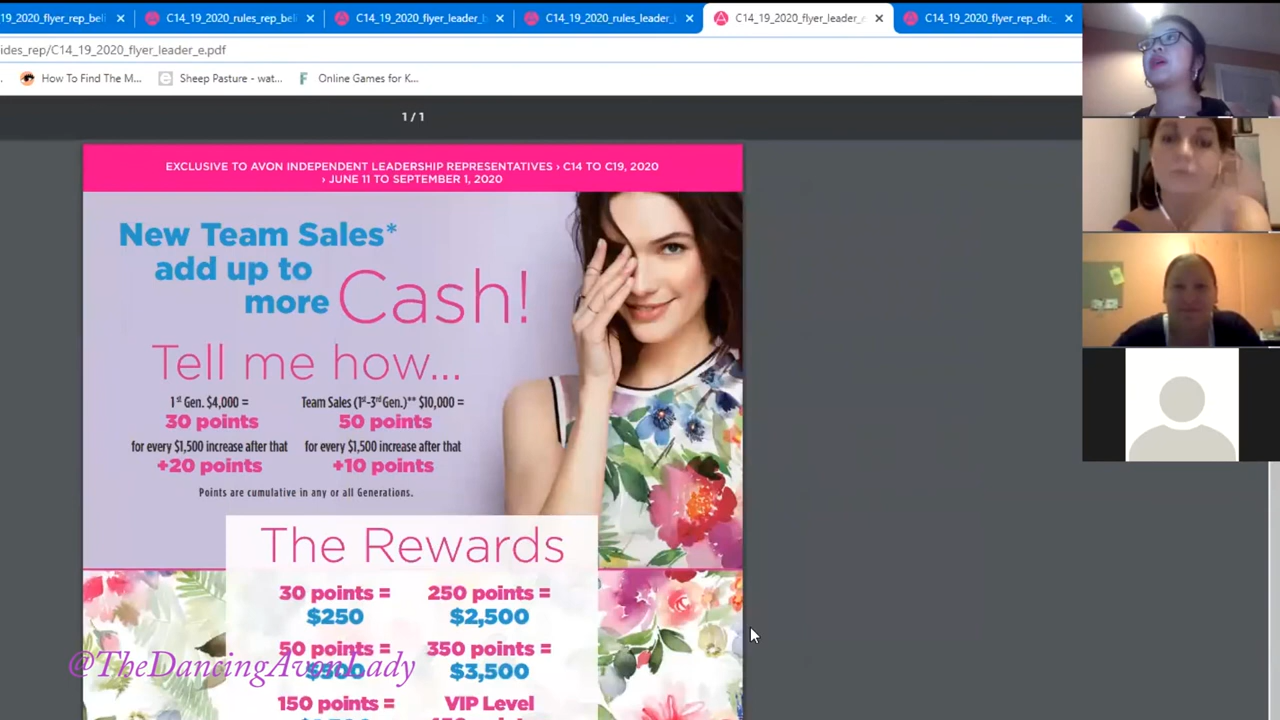 19_2020_flyer_rep_beli
C14_19_2020_rules_rep_beli
C14_19_2020_flyer_leader_
C14_19_2020_rules_leader_
C14_19_2020_flyer_leader_
C14_19_2020_flyer_rep_dtc
ides_rep/C14_19_2020_flyer_leader_e.pdf
How To Find The M...
Sheep Pasture - wat...
Online Games for K...
1 / 1
EXCLUSIVE TO AVON INDEPENDENT LEADERSHIP REPRESENTATIVES › C14 TO C19, 2020
› JUNE 11 TO SEPTEMBER 1, 2020
New Team Sales*
add up to
more Cash!
Tell me how...
1st Gen. $4,000 =
30 points
for every $1,500 increase after that
+20 points
Team Sales (1st-3rd Gen.)** $10,000 =
50 points
for every $1,500 increase after that
+10 points
Points are cumulative in any or all Generations.
The Rewards
30 points =
$250
250 points =
$2,500
50 points =
$500
350 points =
$3,500
150 points =
VIP Level
@TheDancingAvonLady